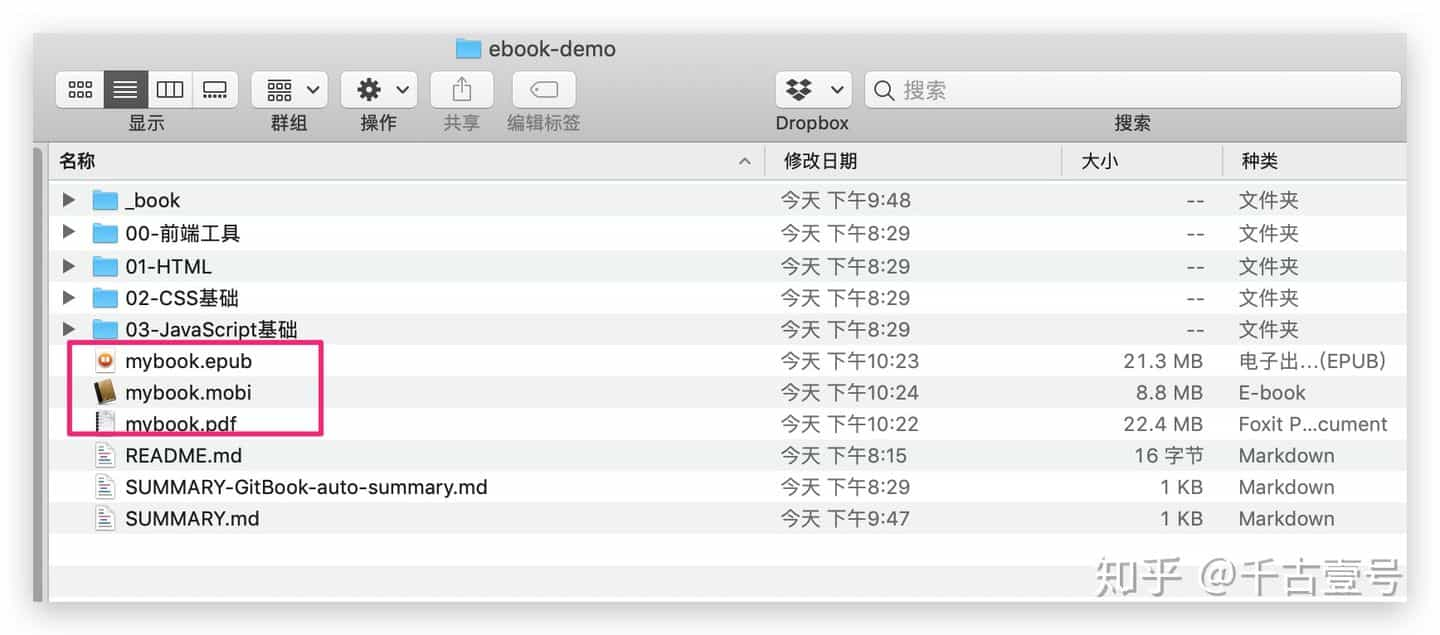 ebook-demo
显示 群组 操作 共享 编辑标签 Dropbox 搜索 搜索
名称 修改日期 大小 种类
_book 今天 下午9:48 -- 文件夹
00-前端工具 今天 下午8:29 -- 文件夹
01-HTML 今天 下午8:29 -- 文件夹
02-CSS基础 今天 下午8:29 -- 文件夹
03-JavaScript基础 今天 下午8:29 -- 文件夹
mybook.epub 今天 下午10:23 21.3 MB 电子出...(EPUB)
mybook.mobi 今天 下午10:24 8.8 MB E-book
mybook.pdf 今天 下午10:22 22.4 MB Foxit P...cument
README.md 今天 下午8:15 16 字节 Markdown
SUMMARY-GitBook-auto-summary.md 今天 下午8:29 1 KB Markdown
SUMMARY.md 今天 下午9:47 1 KB Markdown
知乎 @千古壹号